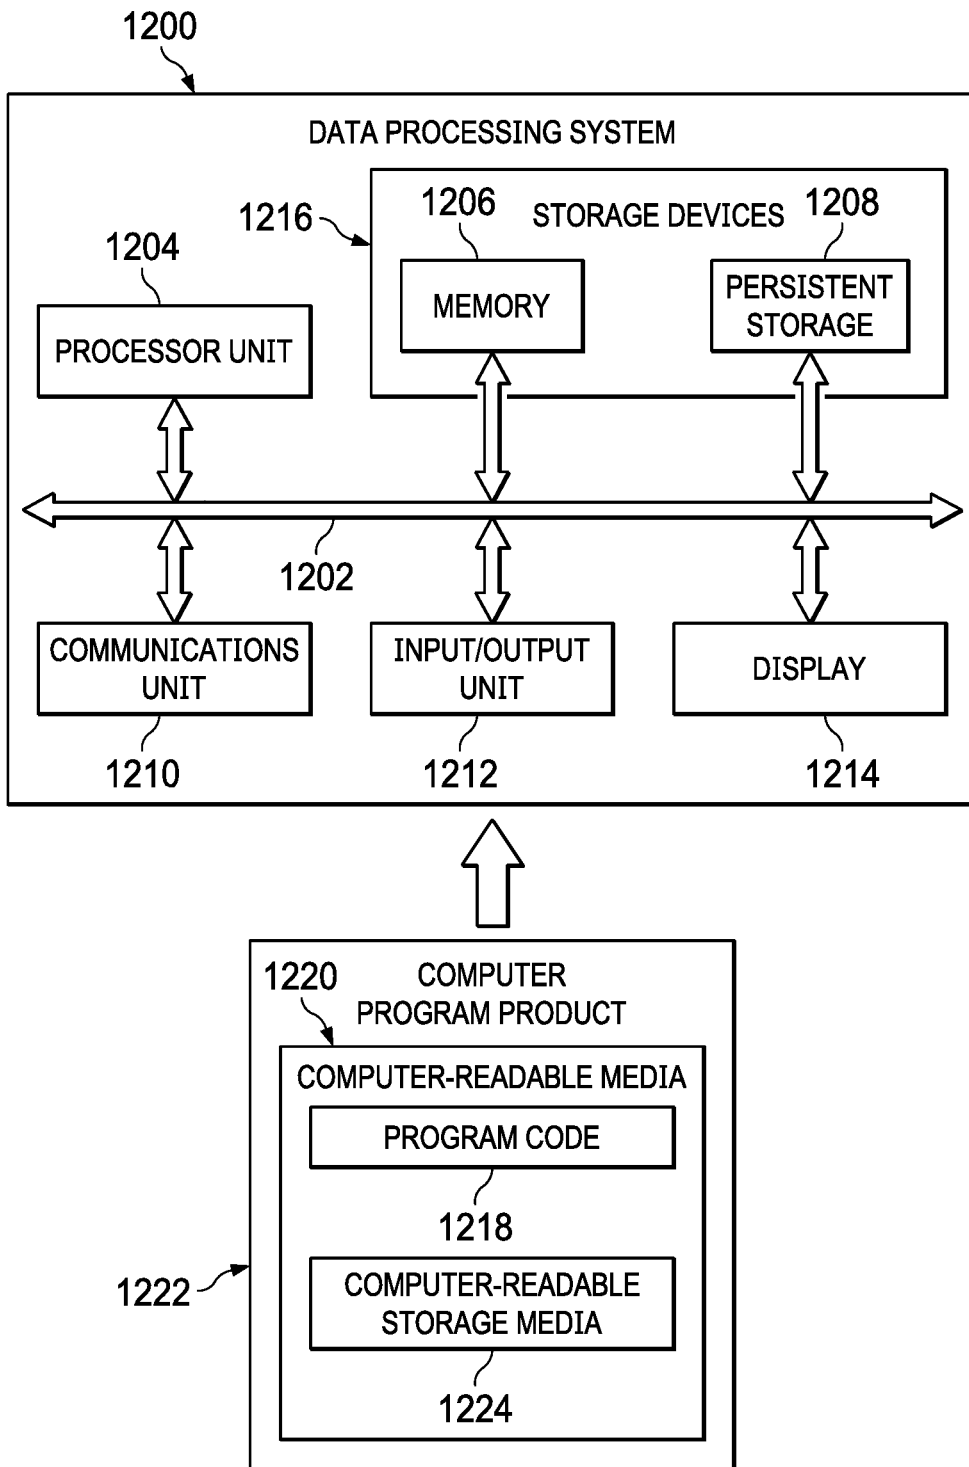 1200
DATA PROCESSING SYSTEM
1216
1206
STORAGE DEVICES
1208
1204
MEMORY
PERSISTENT
STORAGE
PROCESSOR UNIT
1202
COMMUNICATIONS
UNIT
INPUT/OUTPUT
UNIT
DISPLAY
1210
1212
1214
1220
COMPUTER
PROGRAM PRODUCT
COMPUTER-READABLE MEDIA
PROGRAM CODE
1218
1222
COMPUTER-READABLE
STORAGE MEDIA
1224